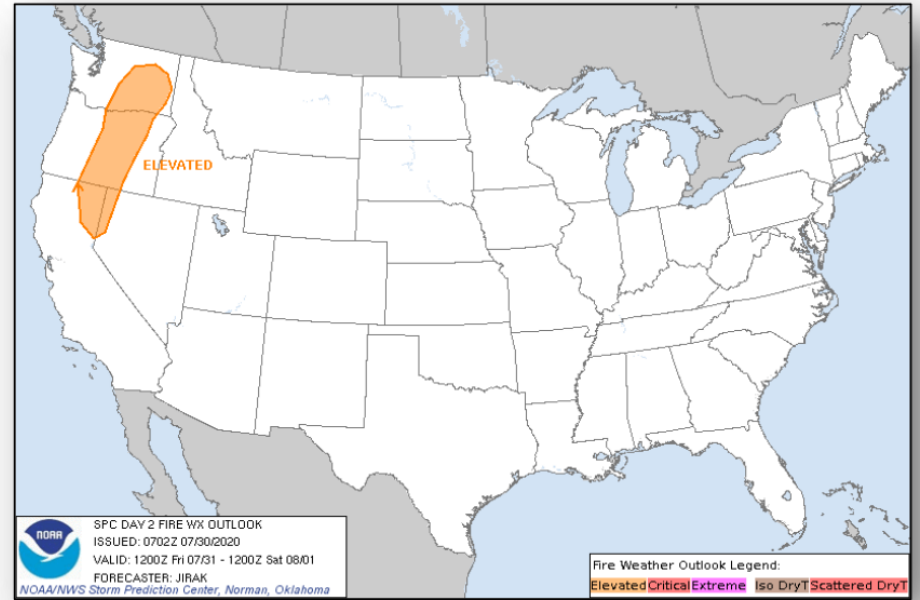 ELEVATED
NOAA
SPC DAY 2 FIRE WX OUTLOOK
ISSUED: 0702Z 07/30/2020
VALID: 1200Z Fri 07/31 - 1200Z Sat 08/01
FORECASTER: JIRAK
NOAA/NWS Storm Prediction Center, Norman, Oklahoma
Fire Weather Outlook Legend:
Elevated Critical Extreme Iso DryT Scattered DryT